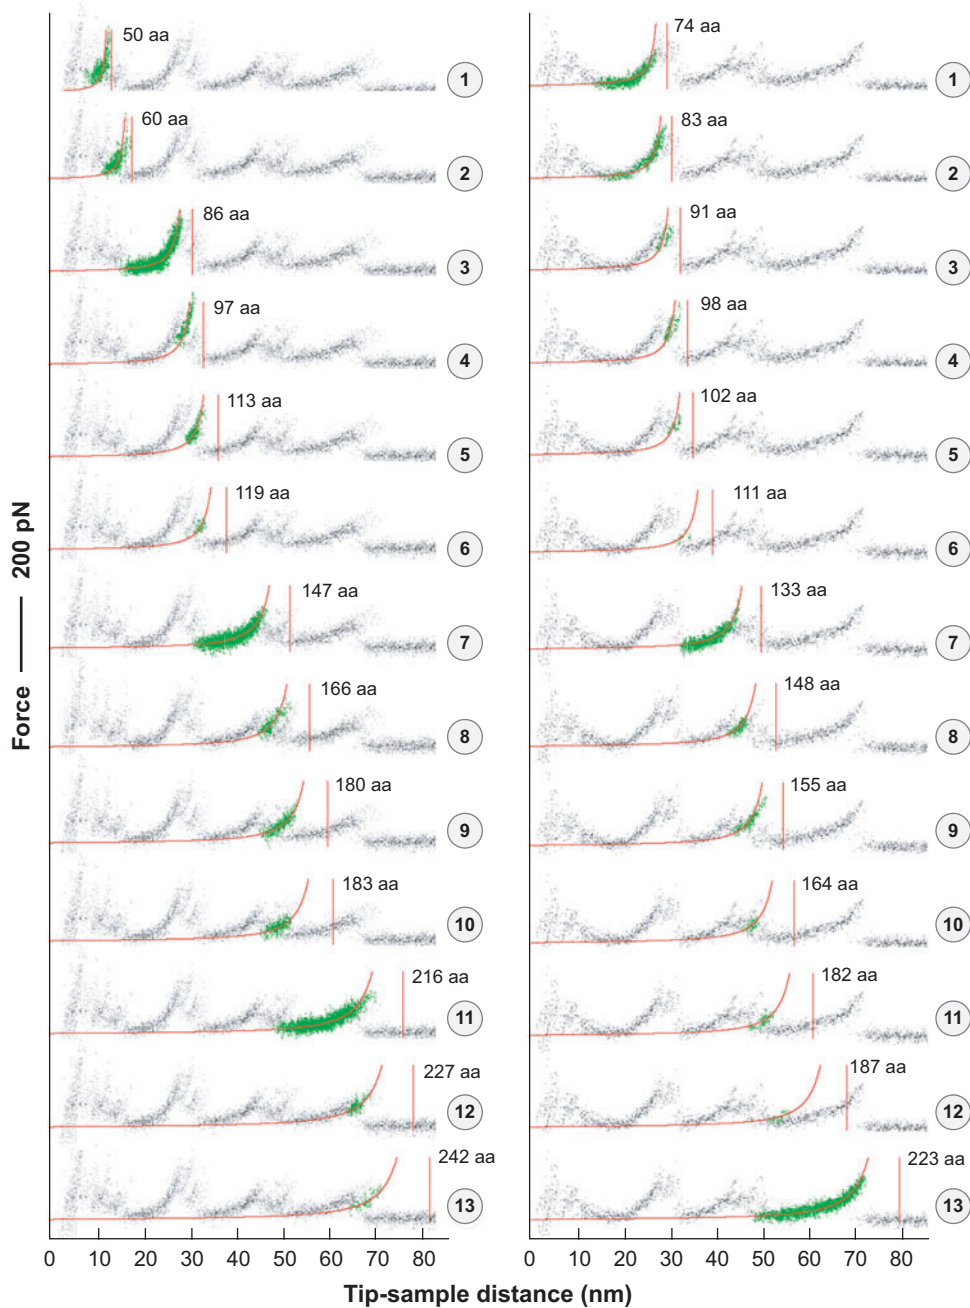 50 aa
1
60 aa
2
86 aa
3
97 aa
4
113 aa
5
119 aa
6
147 aa
7
166 aa
8
180 aa
9
183 aa
10
216 aa
11
227 aa
12
242 aa
13
74 aa
1
83 aa
2
91 aa
3
98 aa
4
102 aa
5
111 aa
6
133 aa
7
148 aa
8
155 aa
9
164 aa
10
182 aa
11
187 aa
12
223 aa
13
Force 200 pN
0 10 20 30 40 50 60 70 80
0 10 20 30 40 50 60 70 80
Tip-sample distance (nm)